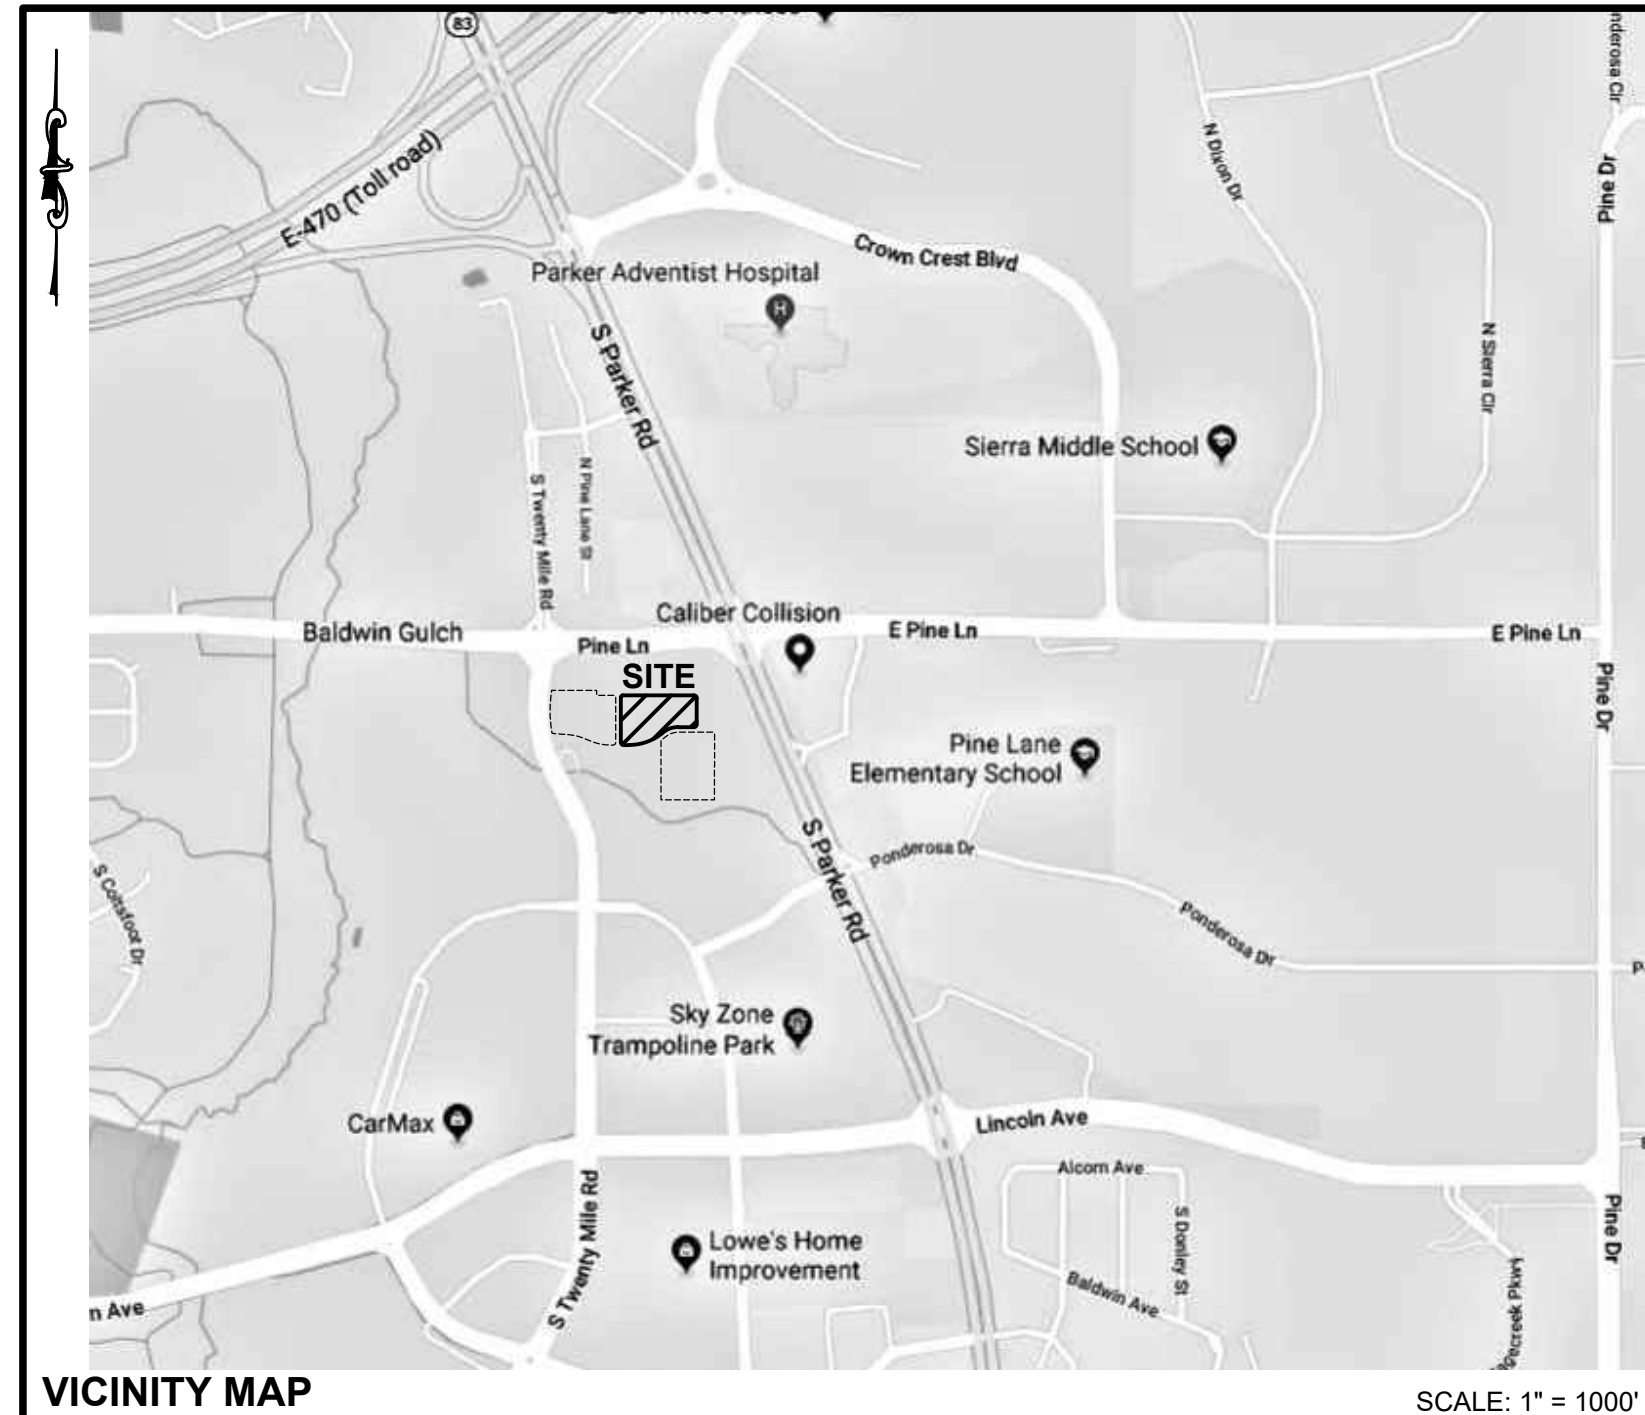 83
nderosa Cir
E-470 (Toll road)
N Dixon Dr
Pine Dr
Crown Crest Blvd
Parker Adventist Hospital
H
S Parker Rd
N Sierra Cir
Sierra Middle School
S Twenty Mile Rd
N Pine Lane St
Caliber Collision
Baldwin Gulch
Pine Ln
E Pine Ln
E Pine Ln
SITE
Pine Dr
Pine Lane
Elementary School
S Parker Rd
Ponderosa Dr
S Coltsfoot Dr
Ponderosa Dr
P
Sky Zone
Trampoline Park
CarMax
Lincoln Ave
Alcorn Ave
S Twenty Mile Rd
S Donley St
Pine Dr
Lowe's Home
Improvement
Baldwin Ave
n Ave
gecreek Pkwy
VICINITY MAP
SCALE: 1" = 1000'